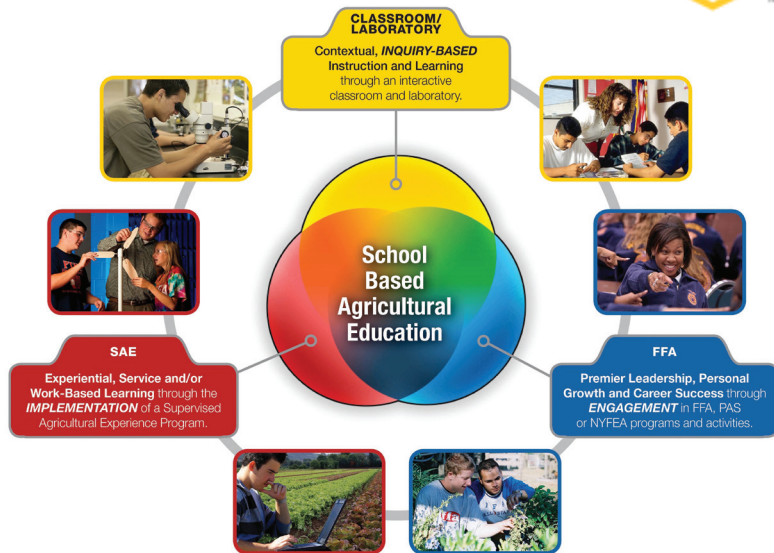 CLASSROOM/
LABORATORY
Contextual, INQUIRY-BASED
Instruction and Learning
through an interactive
classroom and laboratory.
School
Based
Agricultural
Education
SAE
Experiential, Service and/or
Work-Based Learning through the
IMPLEMENTATION of a Supervised
Agricultural Experience Program.
FFA
Premier Leadership, Personal
Growth and Career Success through
ENGAGEMENT in FFA, PAS
or NYFEA programs and activities.